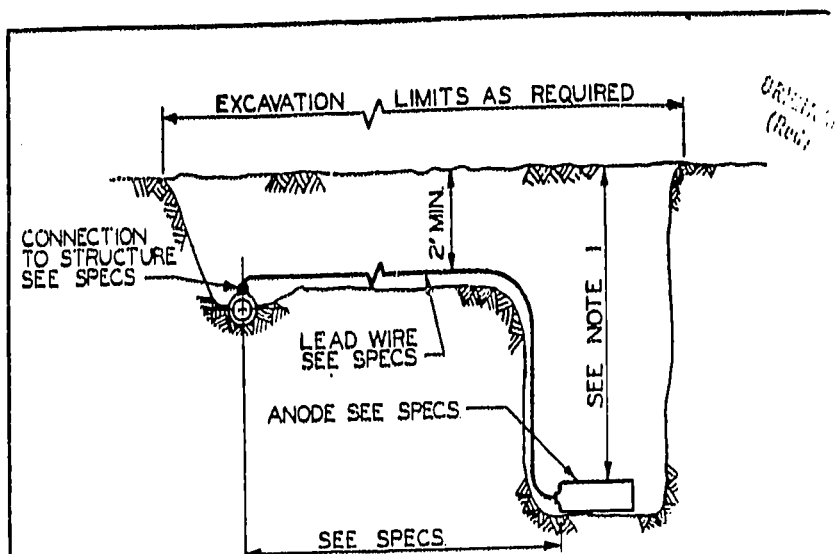 EXCAVATION LIMITS AS REQUIRED
2' MIN.
CONNECTION
TO STRUCTURE
SEE SPECS
SEE NOTE 1
LEAD WIRE
SEE SPECS
ANODE SEE SPECS.
SEE SPECS.